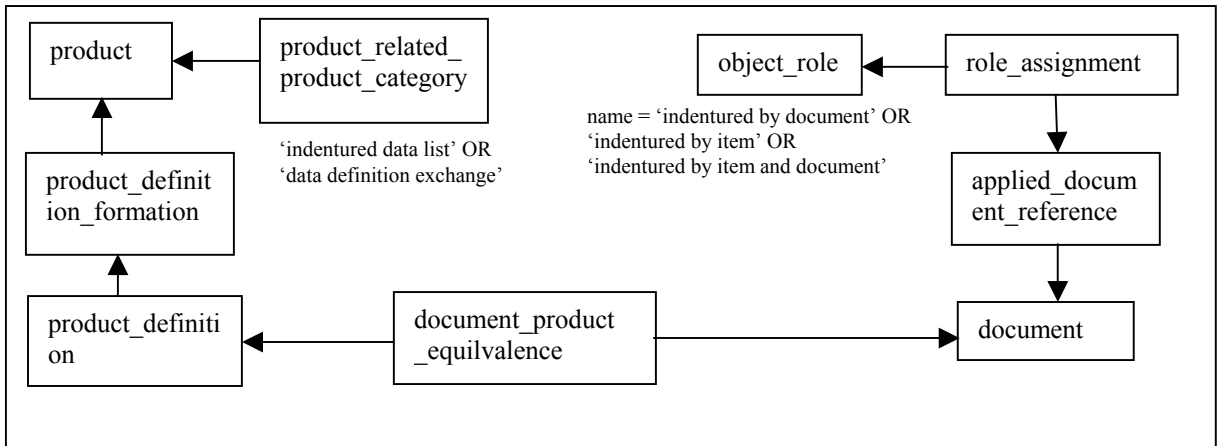 product
product_related_
product_category
object_role
role_assignment
‘indentured data list’ OR
‘data definition exchange’
name = ‘indentured by document’ OR
‘indentured by item’ OR
‘indentured by item and document’
product_definit
ion_formation
applied_docum
ent_reference
product_definiti
on
document_product
_equilvalence
document